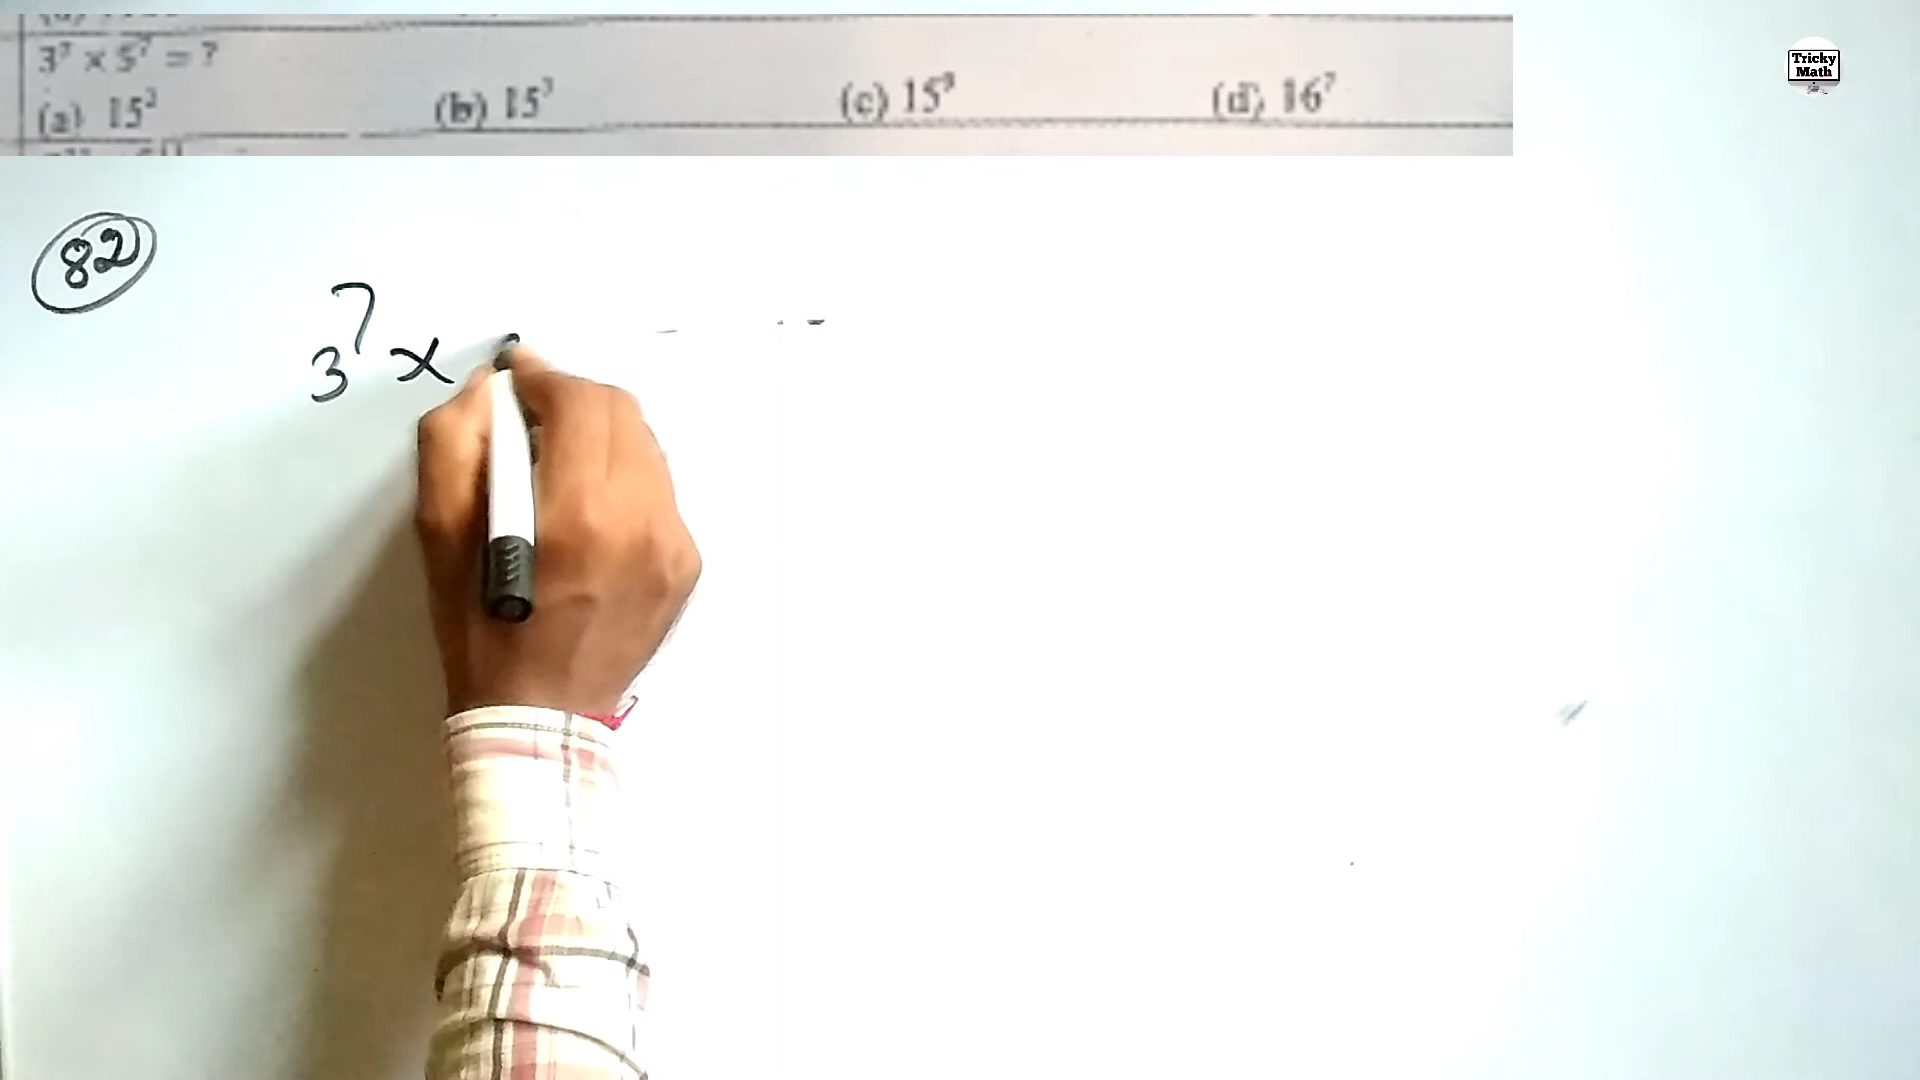 3⁷ × 5⁷ = ?
(a) 15² (b) 15⁷ (c) 15⁹ (d) 16⁷
Tricky
Math
82
3⁷ ×